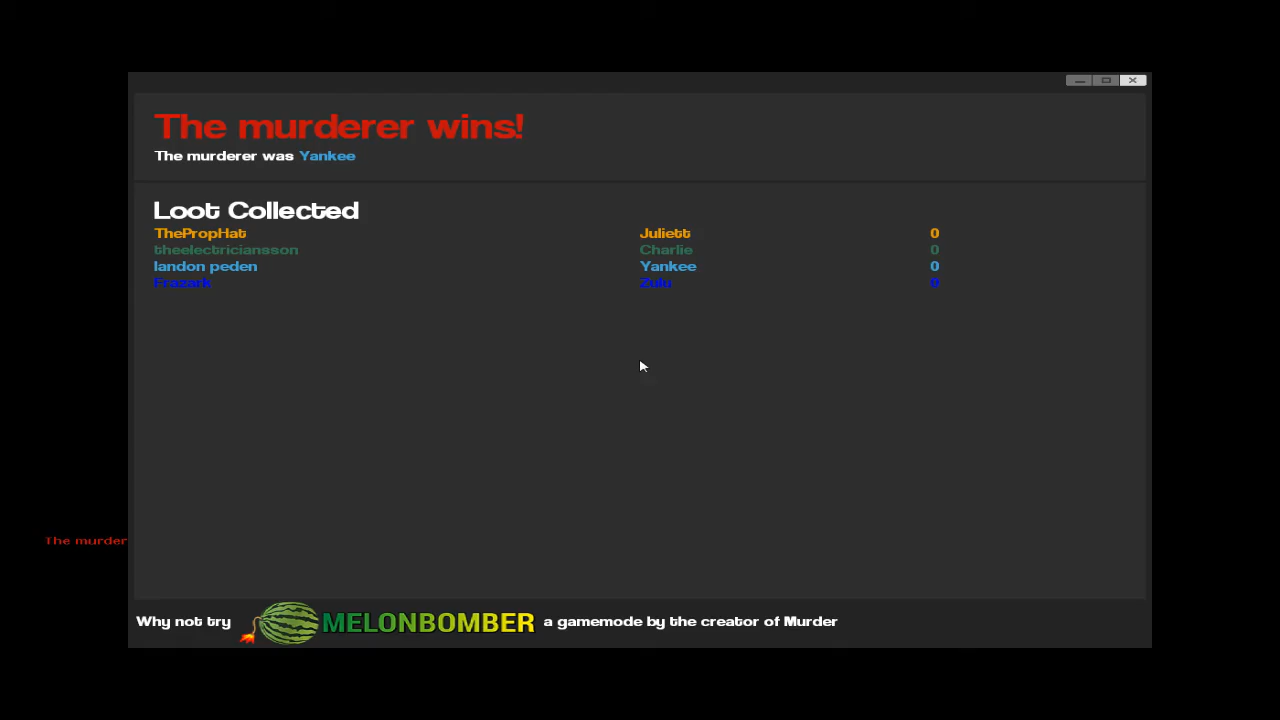 The murderer wins!
The murderer was Yankee
Loot Collected
ThePropHat Juliett 0
theelectriciansson Charlie 0
landon peden Yankee 0
Frazark Zulu 0
The murder
Why not try MELONBOMBER a gamemode by the creator of Murder